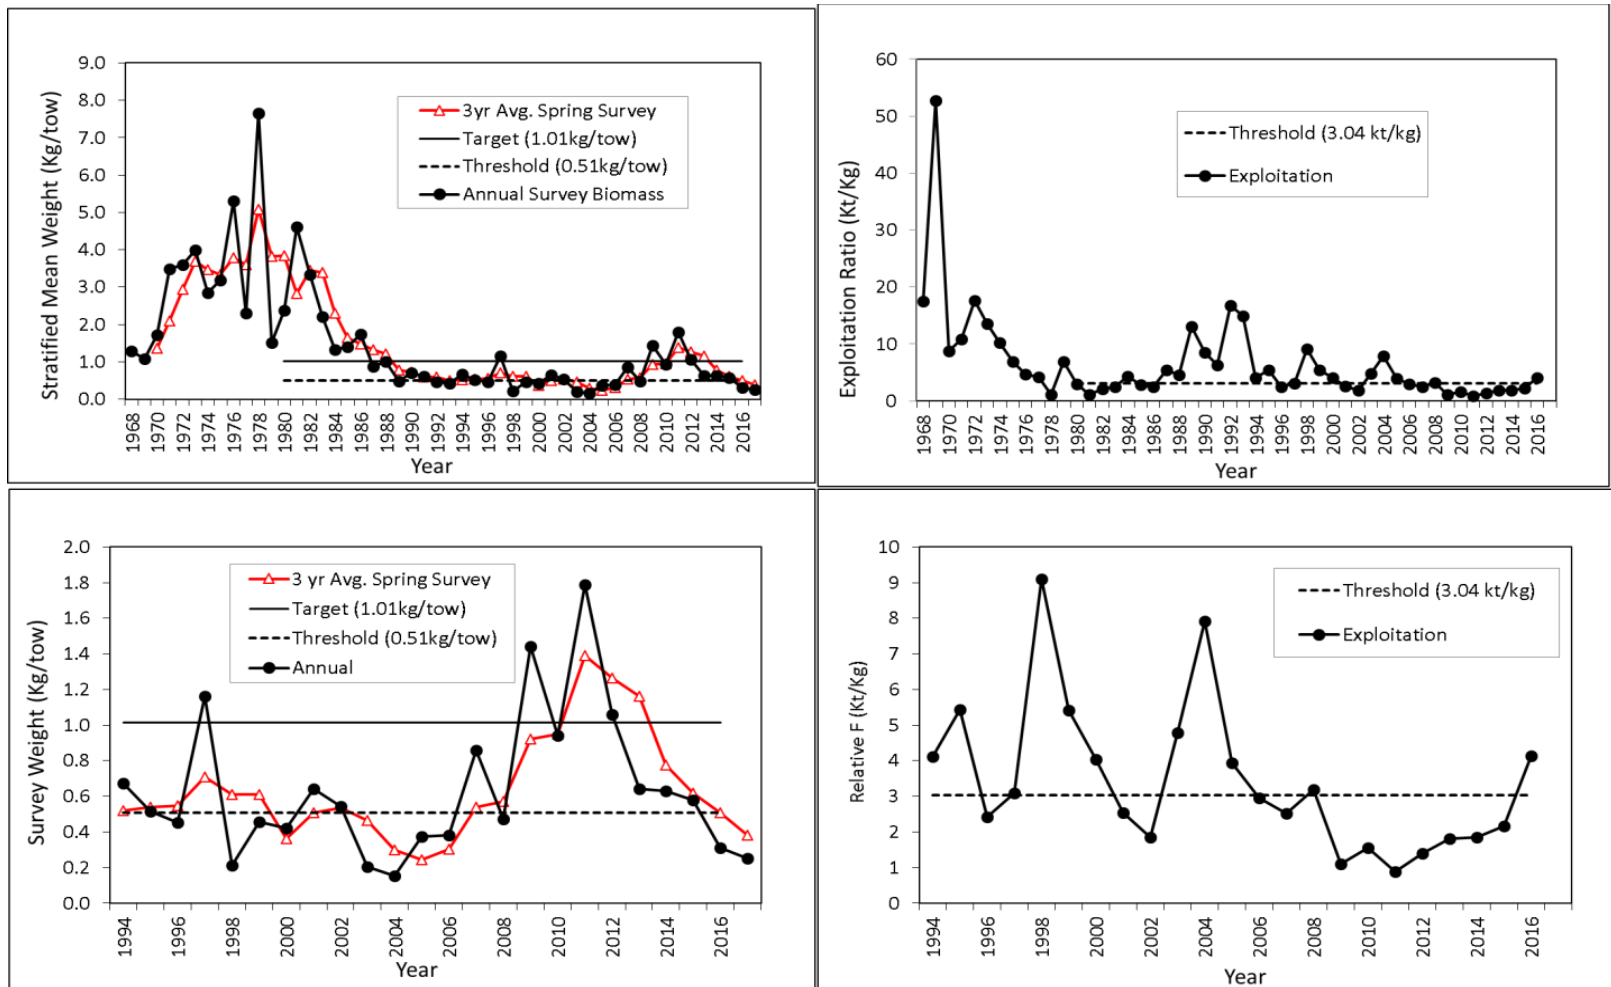 9.0
8.0
7.0
6.0
5.0
4.0
3.0
2.0
1.0
0.0
Stratified Mean Weight (Kg/tow)
3yr Avg. Spring Survey
Target (1.01kg/tow)
Threshold (0.51kg/tow)
Annual Survey Biomass
1968 1970 1972 1974 1976 1978 1980 1982 1984 1986 1988 1990 1992 1994 1996 1998 2000 2002 2004 2006 2008 2010 2012 2014 2016
Year
60
50
40
30
20
10
0
Exploitation Ratio (Kt/Kg)
Threshold (3.04 kt/kg)
Exploitation
1968 1970 1972 1974 1976 1978 1980 1982 1984 1986 1988 1990 1992 1994 1996 1998 2000 2002 2004 2006 2008 2010 2012 2014 2016
Year
2.0
1.8
1.6
1.4
1.2
1.0
0.8
0.6
0.4
0.2
0.0
Survey Weight (Kg/tow)
3 yr Avg. Spring Survey
Target (1.01kg/tow)
Threshold (0.51kg/tow)
Annual
1994 1996 1998 2000 2002 2004 2006 2008 2010 2012 2014 2016
Year
10
9
8
7
6
5
4
3
2
1
0
Relative F (Kt/Kg)
Threshold (3.04 kt/kg)
Exploitation
1994 1996 1998 2000 2002 2004 2006 2008 2010 2012 2014 2016
Year